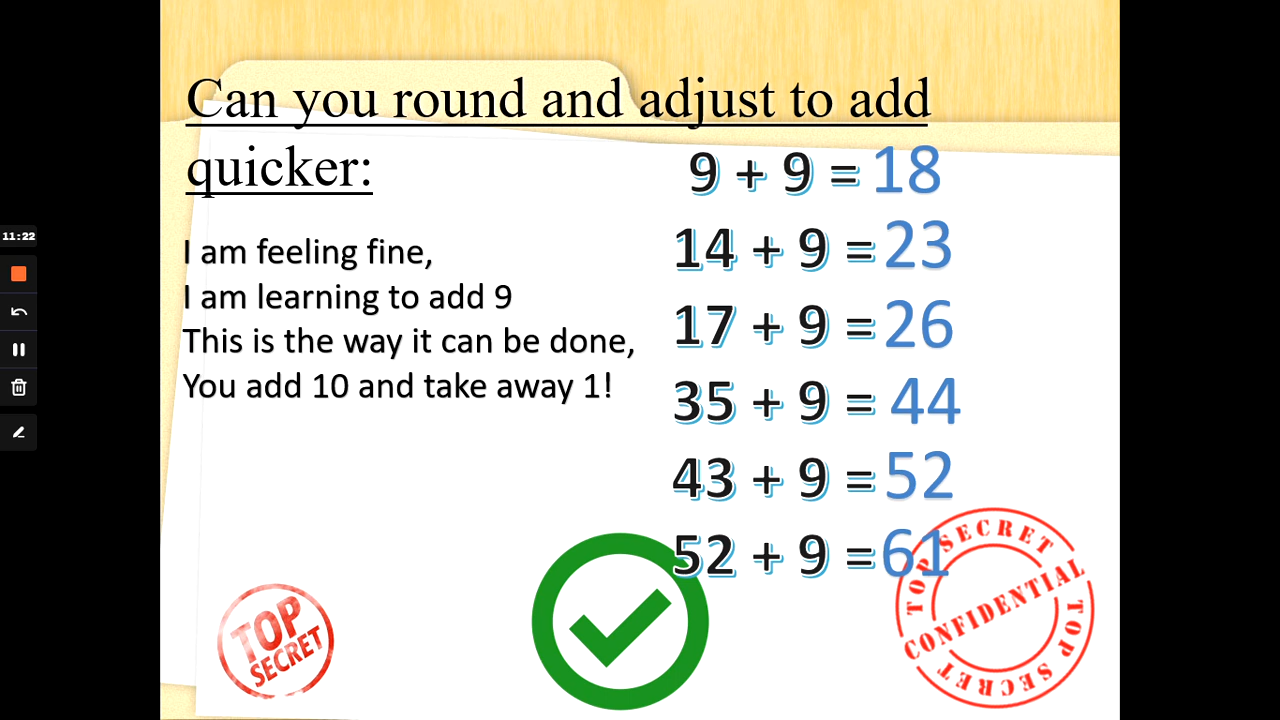 Can you round and adjust to add
quicker:
9 + 9 = 18
14 + 9 = 23
11:22
I am feeling fine,
I am learning to add 9
This is the way it can be done,
You add 10 and take away 1!
17 + 9 = 26
35 + 9 = 44
43 + 9 = 52
52 + 9 = 61
TOP
SECRET
TOP SECRET
CONFIDENTIAL
TOP SECRET